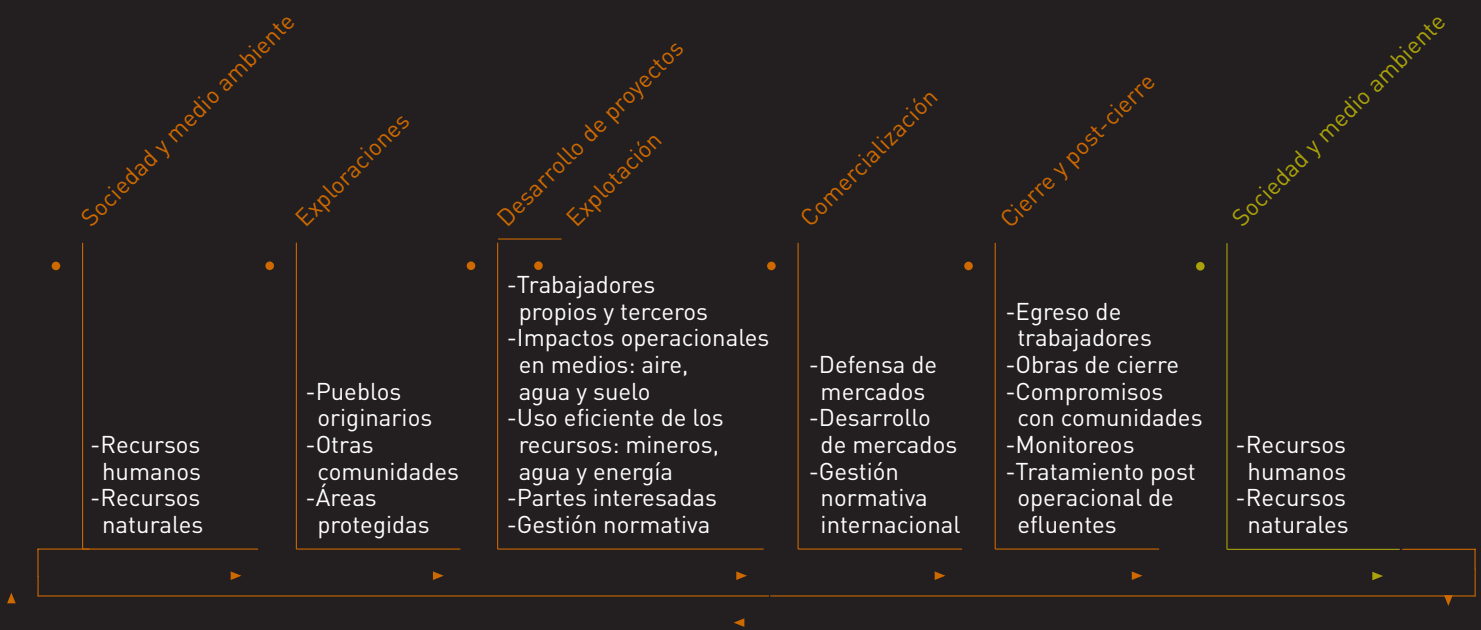 Sociedad y medio ambiente
-Recursos
humanos
-Recursos
naturales
Exploraciones
-Pueblos
originarios
-Otras
comunidades
-Áreas
protegidas
Desarrollo de proyectos
Explotación
-Trabajadores
propios y terceros
-Impactos operacionales
en medios: aire,
agua y suelo
-Uso eficiente de los
recursos: mineros,
agua y energía
-Partes interesadas
-Gestión normativa
Comercialización
-Defensa de
mercados
-Desarrollo
de mercados
-Gestión
normativa
internacional
Cierre y post-cierre
-Egreso de
trabajadores
-Obras de cierre
-Compromisos
con comunidades
-Monitoreos
-Tratamiento post
operacional de
efluentes
Sociedad y medio ambiente
-Recursos
humanos
-Recursos
naturales